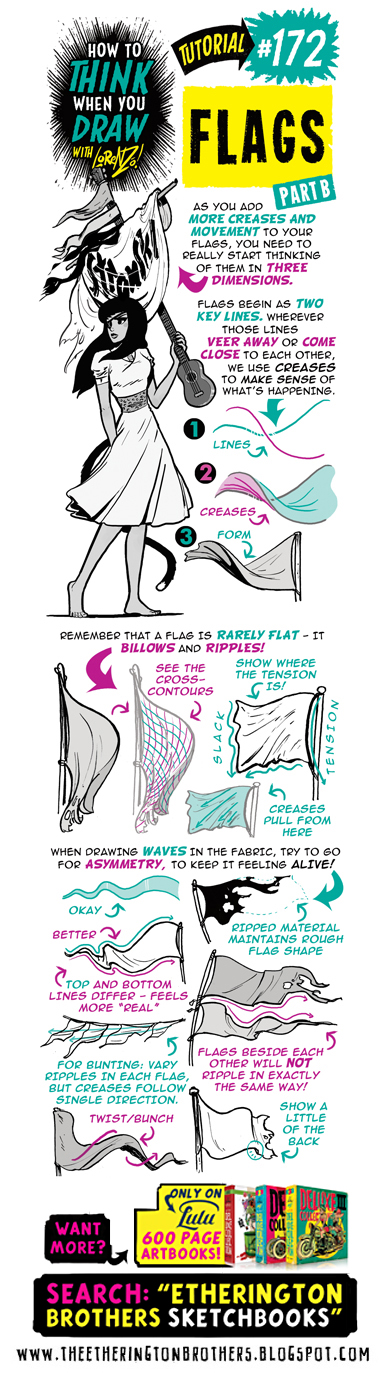 HOW TO
THINK
WHEN YOU
DRAW
WITH LORENZO!
TUTORIAL
#172
FLAGS
PART B
AS YOU ADD
MORE CREASES AND
MOVEMENT TO YOUR
FLAGS, YOU NEED TO
REALLY START THINKING
OF THEM IN THREE
DIMENSIONS.
FLAGS BEGIN AS TWO
KEY LINES. WHEREVER
THOSE LINES
VEER AWAY OR COME
CLOSE TO EACH OTHER,
WE USE CREASES
TO MAKE SENSE OF
WHAT'S HAPPENING.
1
LINES
2
CREASES
3
FORM
REMEMBER THAT A FLAG IS RARELY FLAT - IT
BILLOWS AND RIPPLES!
SEE THE
CROSS-
CONTOURS
SHOW WHERE
THE TENSION
IS!
SLACK
TENSION
CREASES
PULL FROM
HERE
WHEN DRAWING WAVES IN THE FABRIC, TRY TO GO
FOR ASYMMETRY, TO KEEP IT FEELING ALIVE!
OKAY
BETTER
TOP AND BOTTOM
LINES DIFFER - FEELS
MORE "REAL"
RIPPED MATERIAL
MAINTAINS ROUGH
FLAG SHAPE
FOR BUNTING: VARY
RIPPLES IN EACH FLAG,
BUT CREASES FOLLOW
SINGLE DIRECTION.
FLAGS BESIDE EACH
OTHER WILL NOT
RIPPLE IN EXACTLY
THE SAME WAY!
TWIST/BUNCH
SHOW A
LITTLE
OF THE
BACK
WANT
MORE?
ONLY ON
Lulu
600 PAGE
ARTBOOKS!
DELUXE III
SEARCH: "ETHERINGTON
BROTHERS SKETCHBOOKS"
WWW.THEETHERINGTONBROTHERS.BLOGSPOT.COM